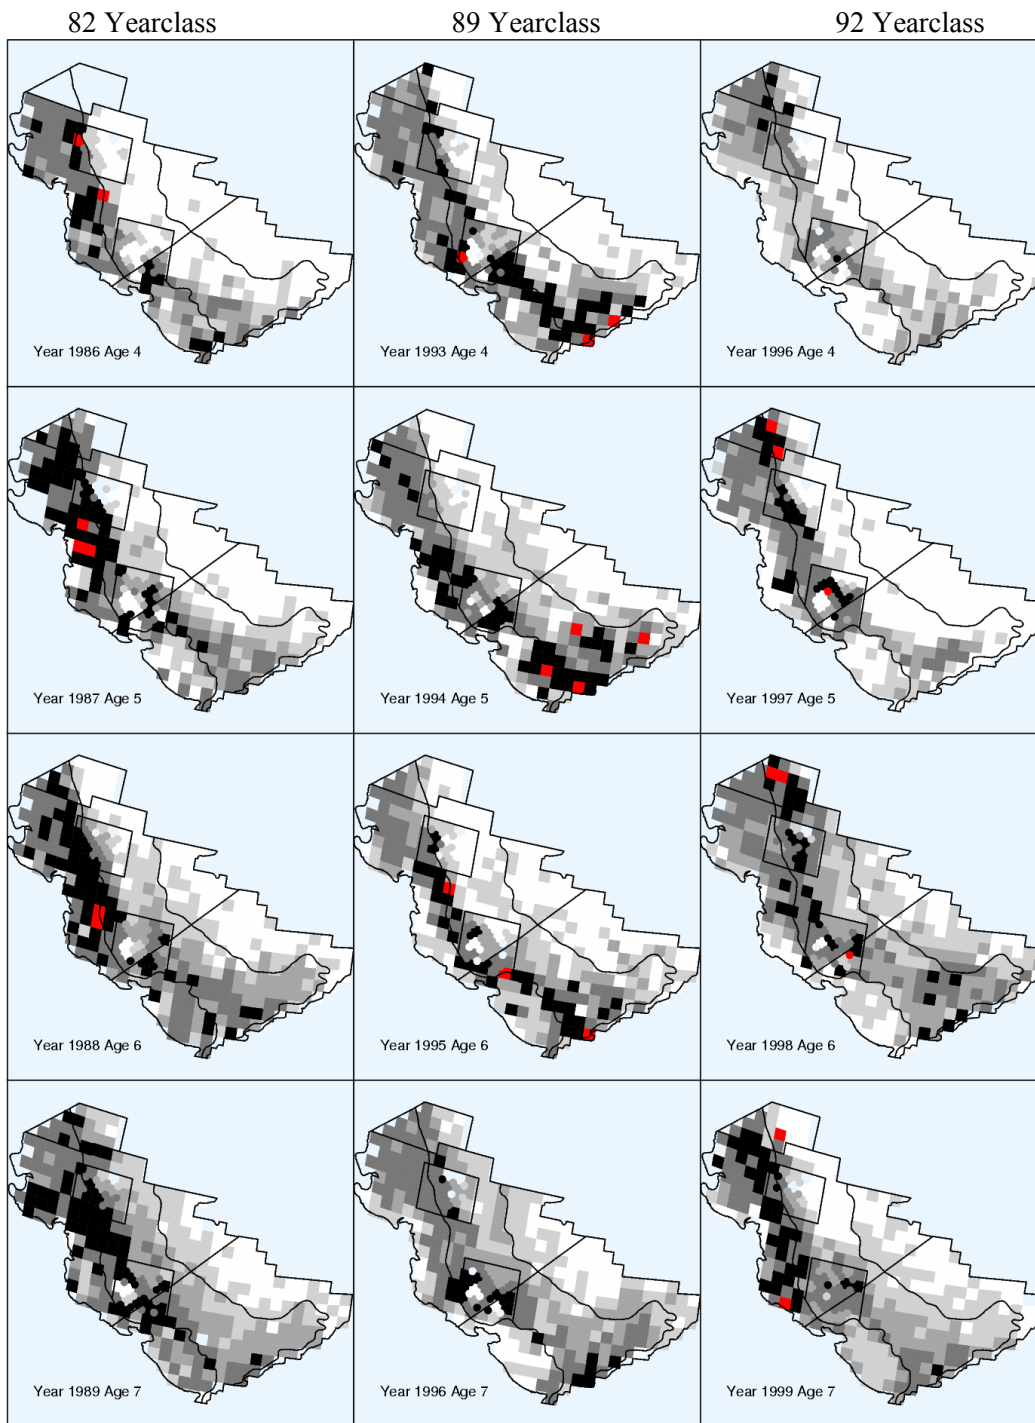 82 Yearclass 89 Yearclass 92 Yearclass
Year 1986 Age 4 Year 1993 Age 4 Year 1996 Age 4
Year 1987 Age 5 Year 1994 Age 5 Year 1997 Age 5
Year 1988 Age 6 Year 1995 Age 6 Year 1998 Age 6
Year 1989 Age 7 Year 1996 Age 7 Year 1999 Age 7